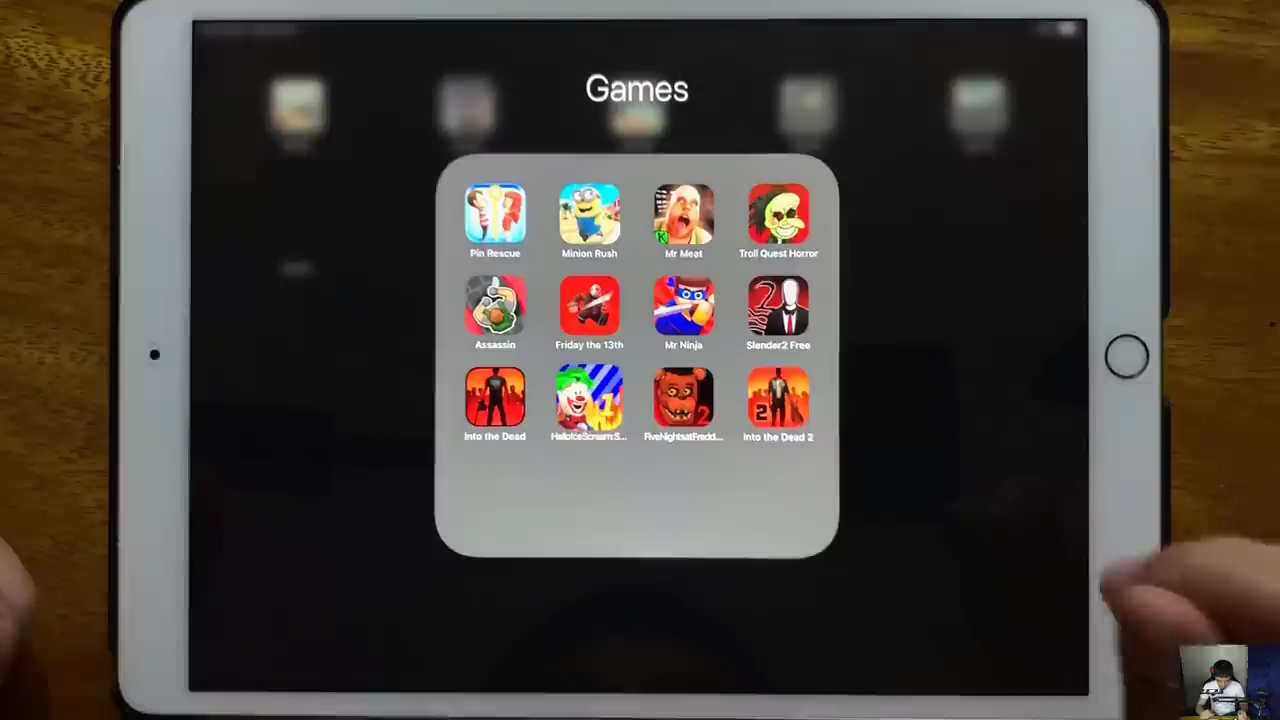 Games
Pin Rescue
Minion Rush
Mr Meat
Troll Quest Horror
Assassin
Friday the 13th
Mr Ninja
Slender2 Free
Into the Dead
HelloIceScream:S...
FiveNightsatFredd...
Into the Dead 2